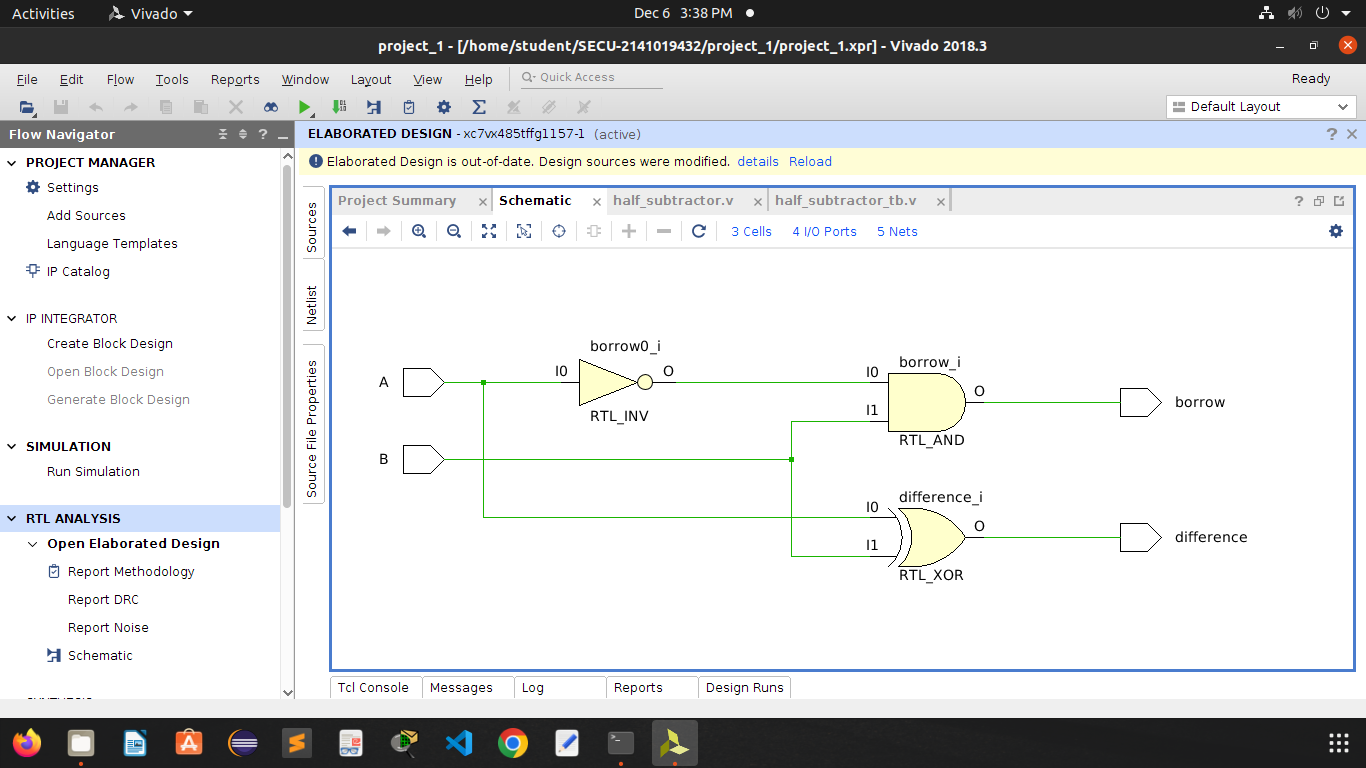 Activities Vivado Dec 6 3:38 PM
project_1 - [/home/student/SECU-2141019432/project_1/project_1.xpr] - Vivado 2018.3
File Edit Flow Tools Reports Window Layout View Help Quick Access Ready
Default Layout
Flow Navigator
PROJECT MANAGER
Settings
Add Sources
Language Templates
IP Catalog
IP INTEGRATOR
Create Block Design
Open Block Design
Generate Block Design
SIMULATION
Run Simulation
RTL ANALYSIS
Open Elaborated Design
Report Methodology
Report DRC
Report Noise
Schematic
SYNTHESIS
ELABORATED DESIGN - xc7vx485tffg1157-1 (active)
Elaborated Design is out-of-date. Design sources were modified. details Reload
Sources
Netlist
Source File Properties
Project Summary Schematic half_subtractor.v half_subtractor_tb.v
3 Cells 4 I/O Ports 5 Nets
borrow0_i
A I0 O
RTL_INV
borrow_i
I0
O
I1
borrow
RTL_AND
B
difference_i
I0
O
I1
difference
RTL_XOR
Tcl Console Messages Log Reports Design Runs